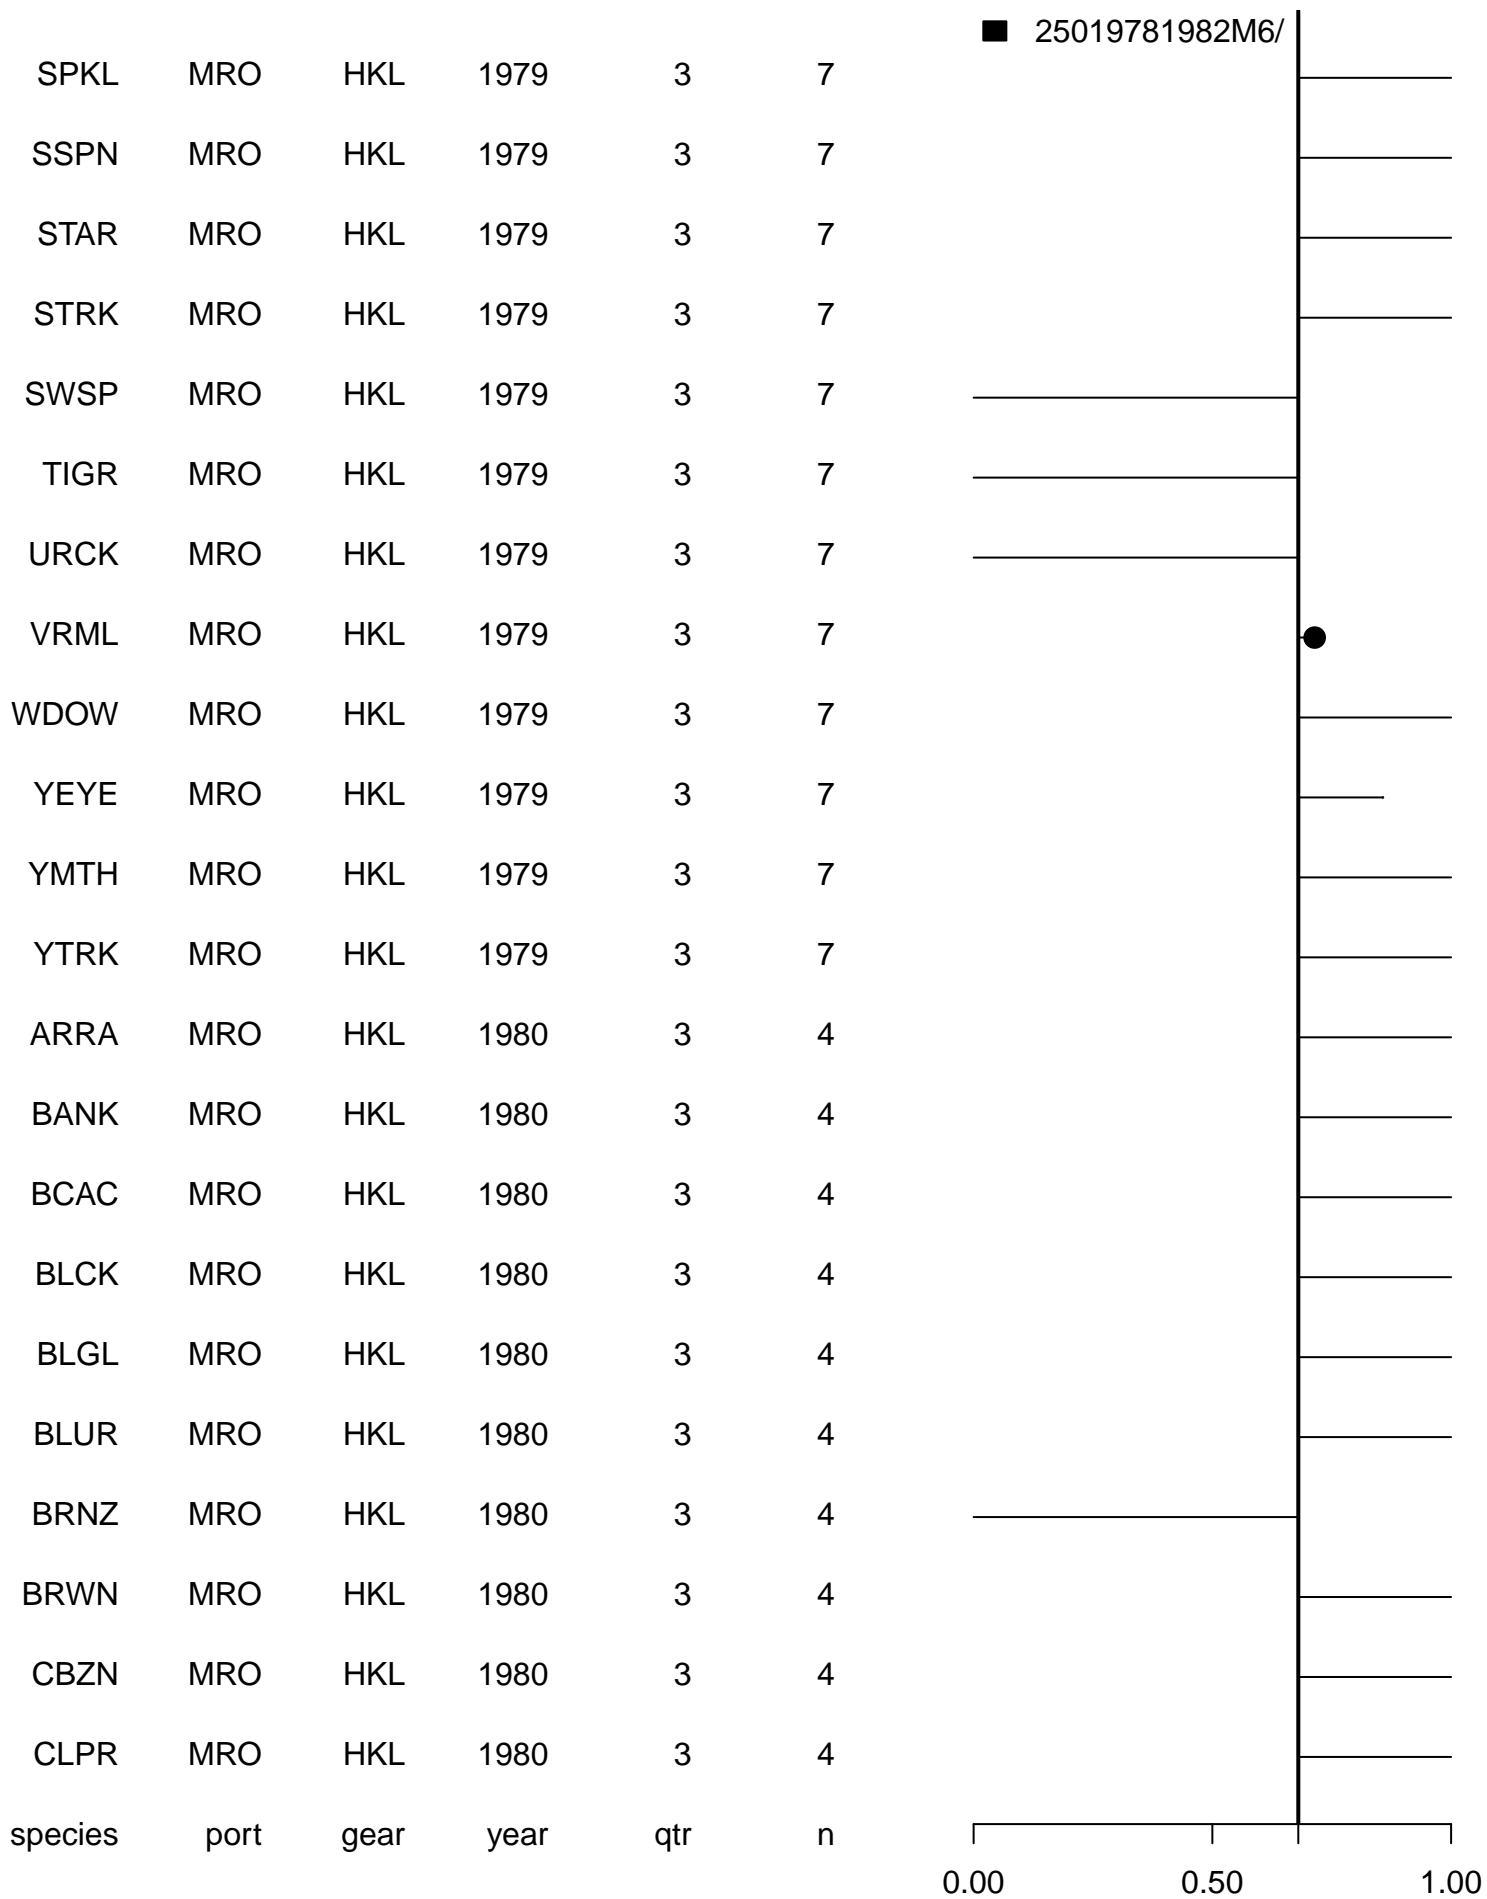 25019781982M6/
SPKL MRO HKL 1979 3 7
SSPN MRO HKL 1979 3 7
STAR MRO HKL 1979 3 7
STRK MRO HKL 1979 3 7
SWSP MRO HKL 1979 3 7
TIGR MRO HKL 1979 3 7
URCK MRO HKL 1979 3 7
VRML MRO HKL 1979 3 7
WDOW MRO HKL 1979 3 7
YEYE MRO HKL 1979 3 7
YMTH MRO HKL 1979 3 7
YTRK MRO HKL 1979 3 7
ARRA MRO HKL 1980 3 4
BANK MRO HKL 1980 3 4
BCAC MRO HKL 1980 3 4
BLCK MRO HKL 1980 3 4
BLGL MRO HKL 1980 3 4
BLUR MRO HKL 1980 3 4
BRNZ MRO HKL 1980 3 4
BRWN MRO HKL 1980 3 4
CBZN MRO HKL 1980 3 4
CLPR MRO HKL 1980 3 4
species port gear year qtr n
0.00 0.50 1.00